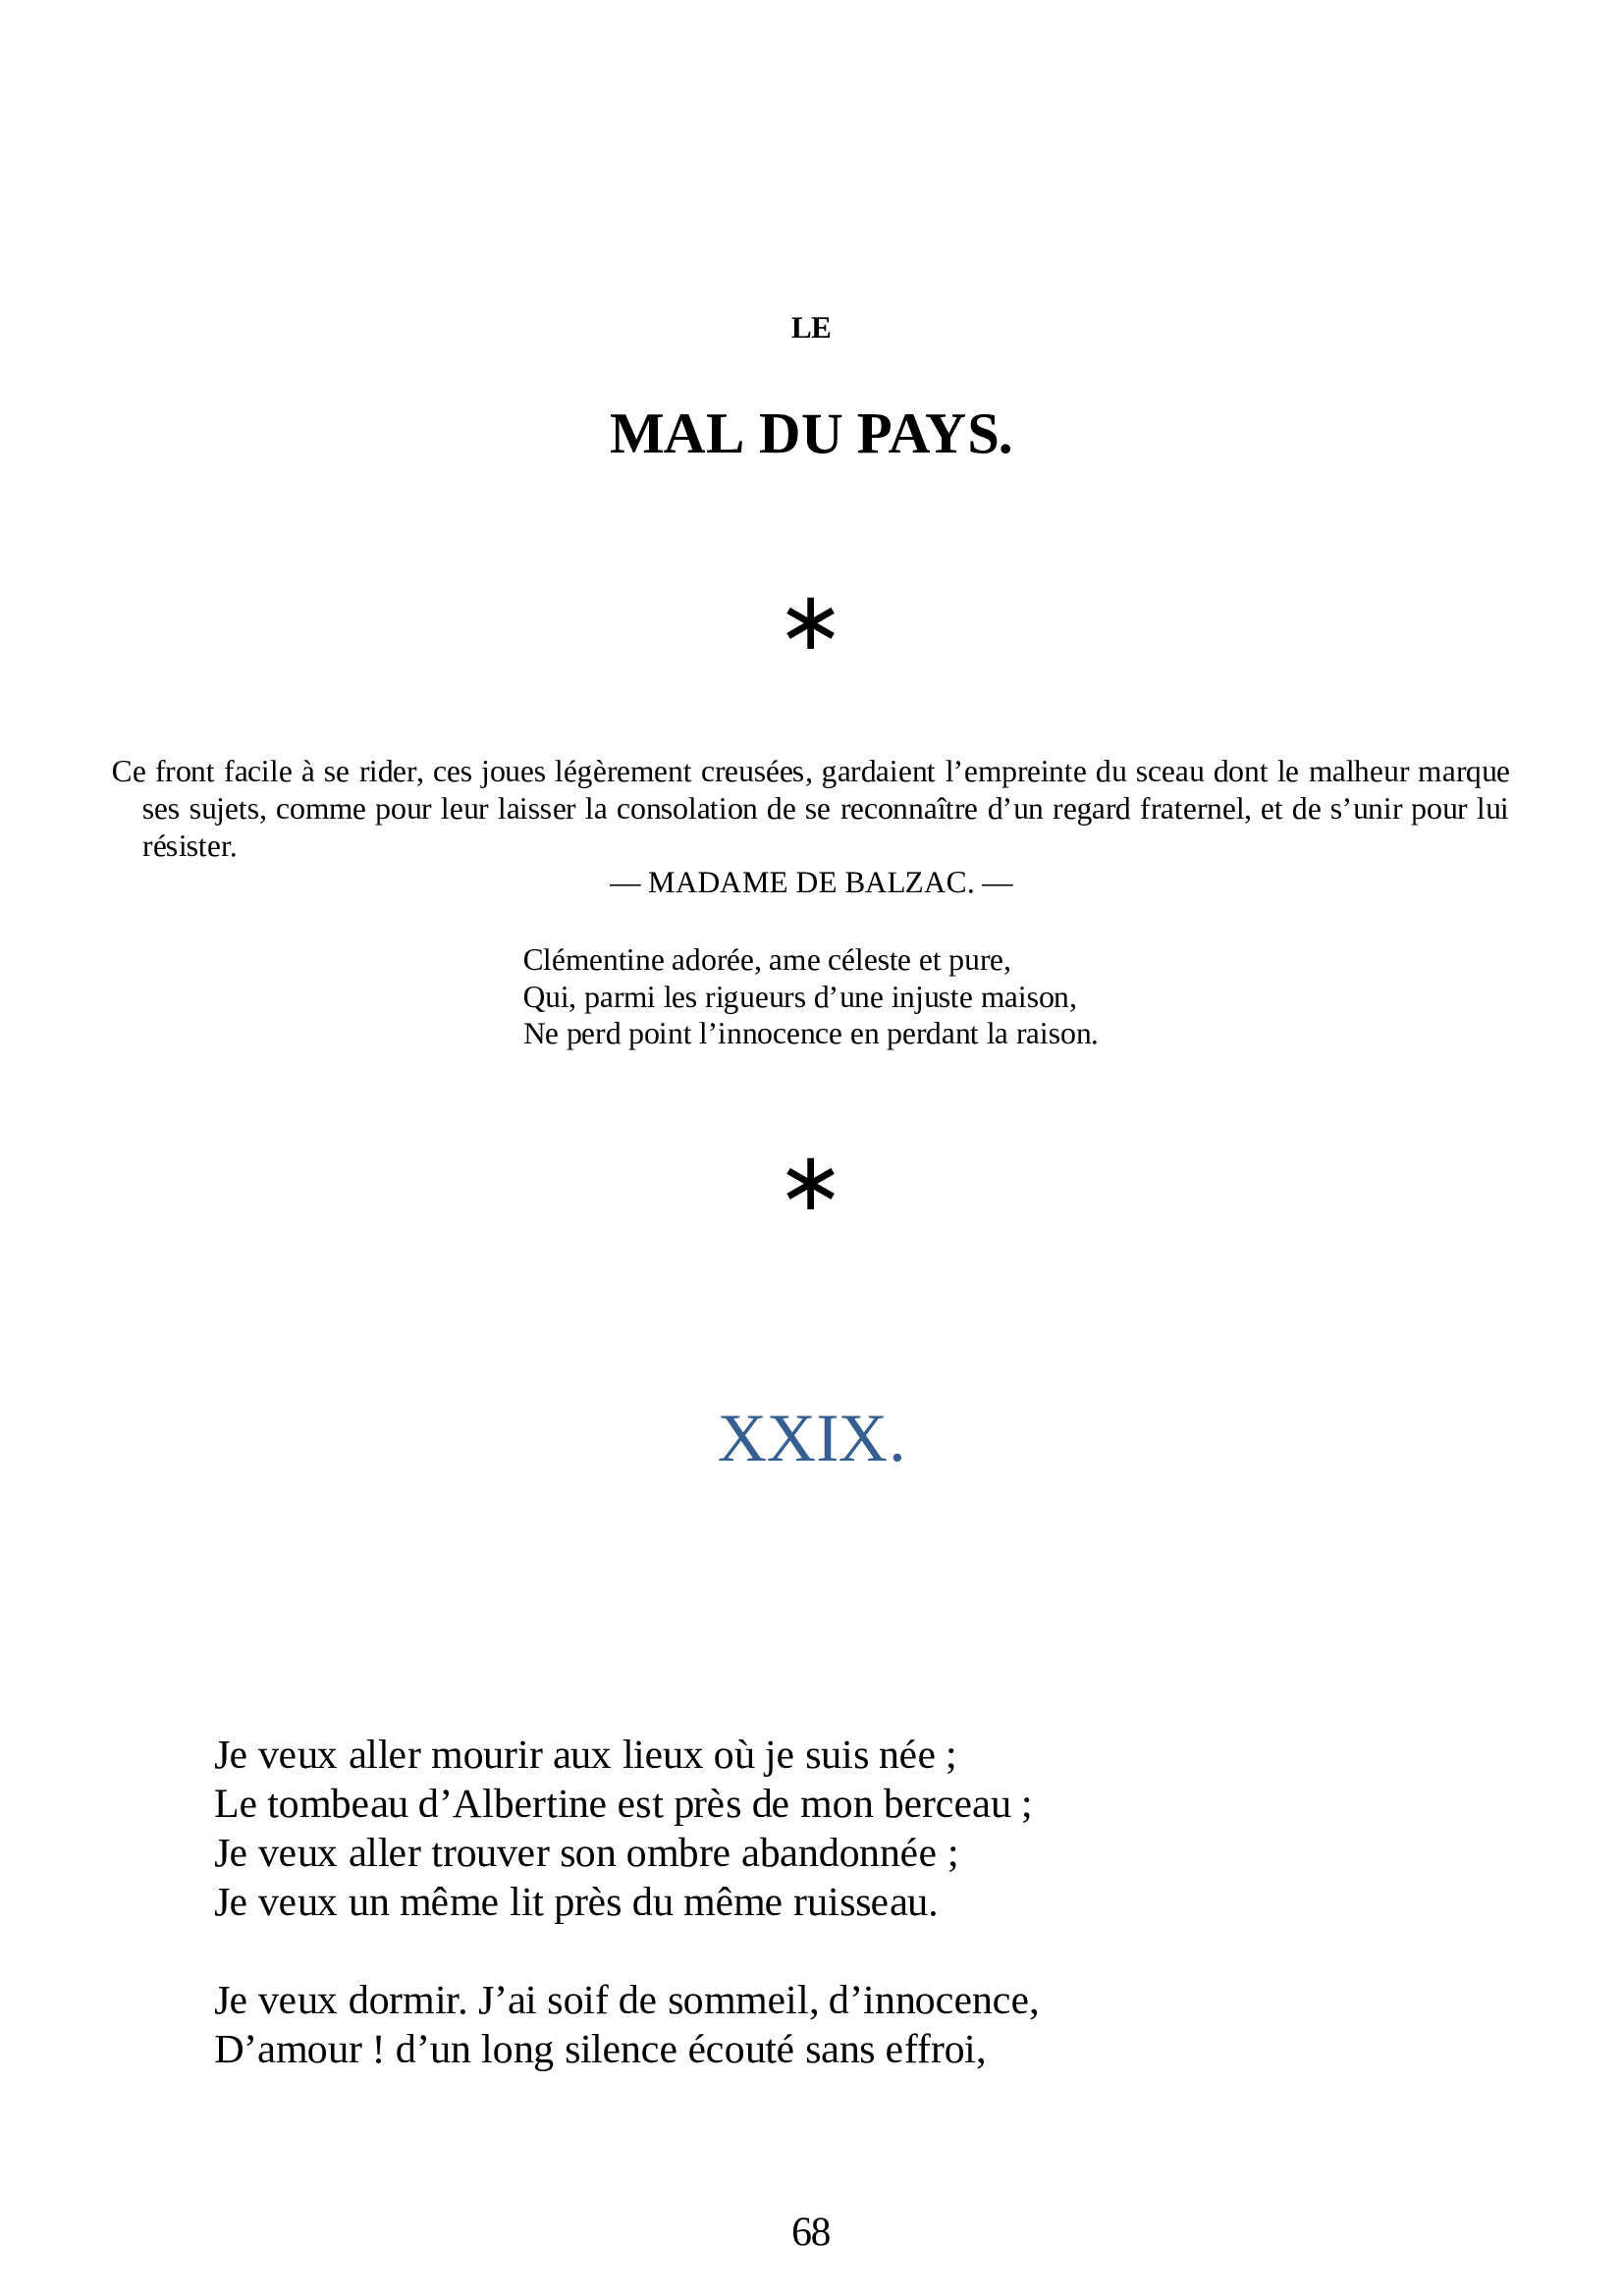 LE
MAL DU PAYS.
*
Ce front facile à se rider, ces joues légèrement creusées, gardaient l’empreinte du sceau dont le malheur marque
ses sujets, comme pour leur laisser la consolation de se reconnaître d’un regard fraternel, et de s’unir pour lui
résister.
— MADAME DE BALZAC. —
Clémentine adorée, ame céleste et pure,
Qui, parmi les rigueurs d’une injuste maison,
Ne perd point l’innocence en perdant la raison.
*
XXIX.
Je veux aller mourir aux lieux où je suis née ;
Le tombeau d’Albertine est près de mon berceau ;
Je veux aller trouver son ombre abandonnée ;
Je veux un même lit près du même ruisseau.
Je veux dormir. J’ai soif de sommeil, d’innocence,
D’amour ! d’un long silence écouté sans effroi,
68